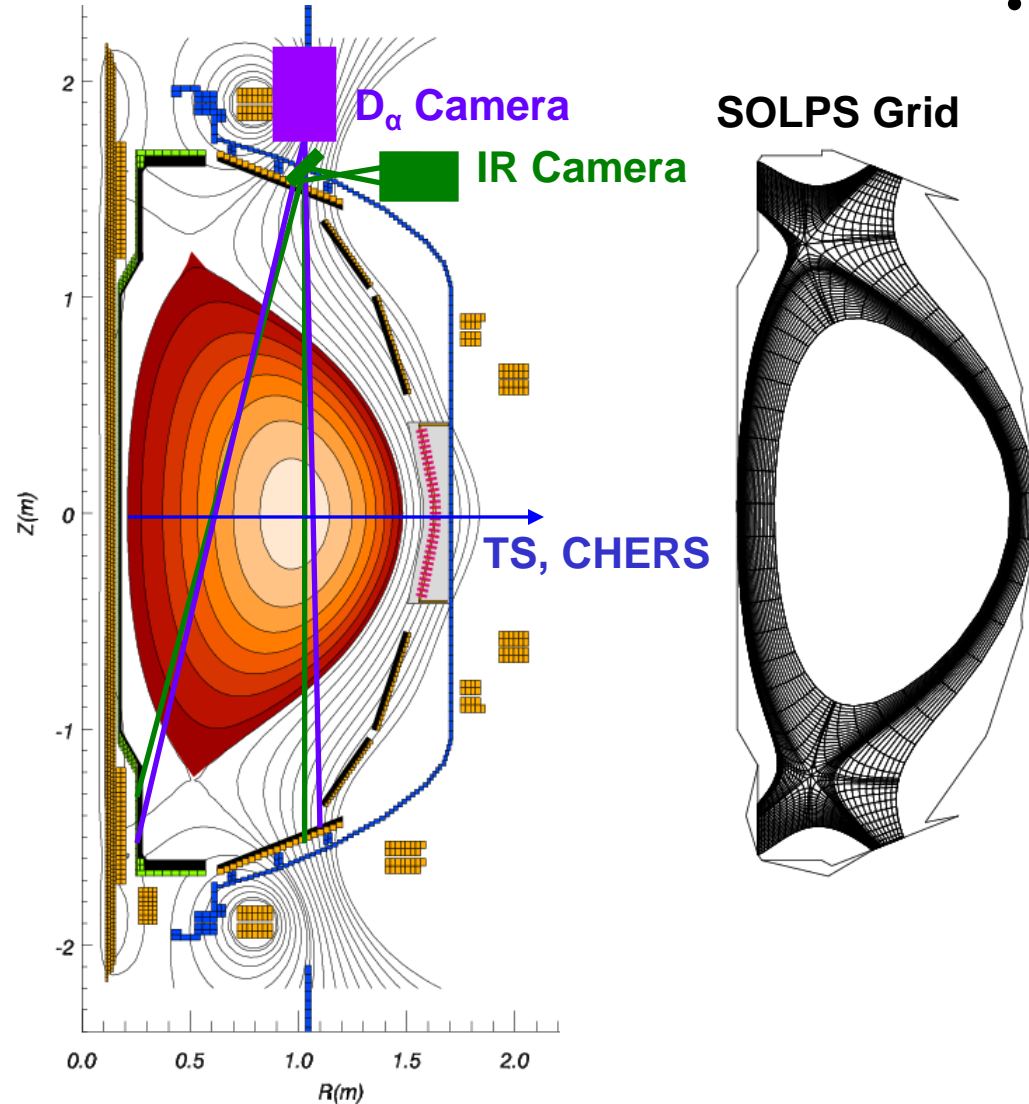 •
D_α Camera
SOLPS Grid
IR Camera
TS, CHERS
Z(m)
2
1
0
-1
-2
0.0 0.5 1.0 1.5 2.0
R(m)